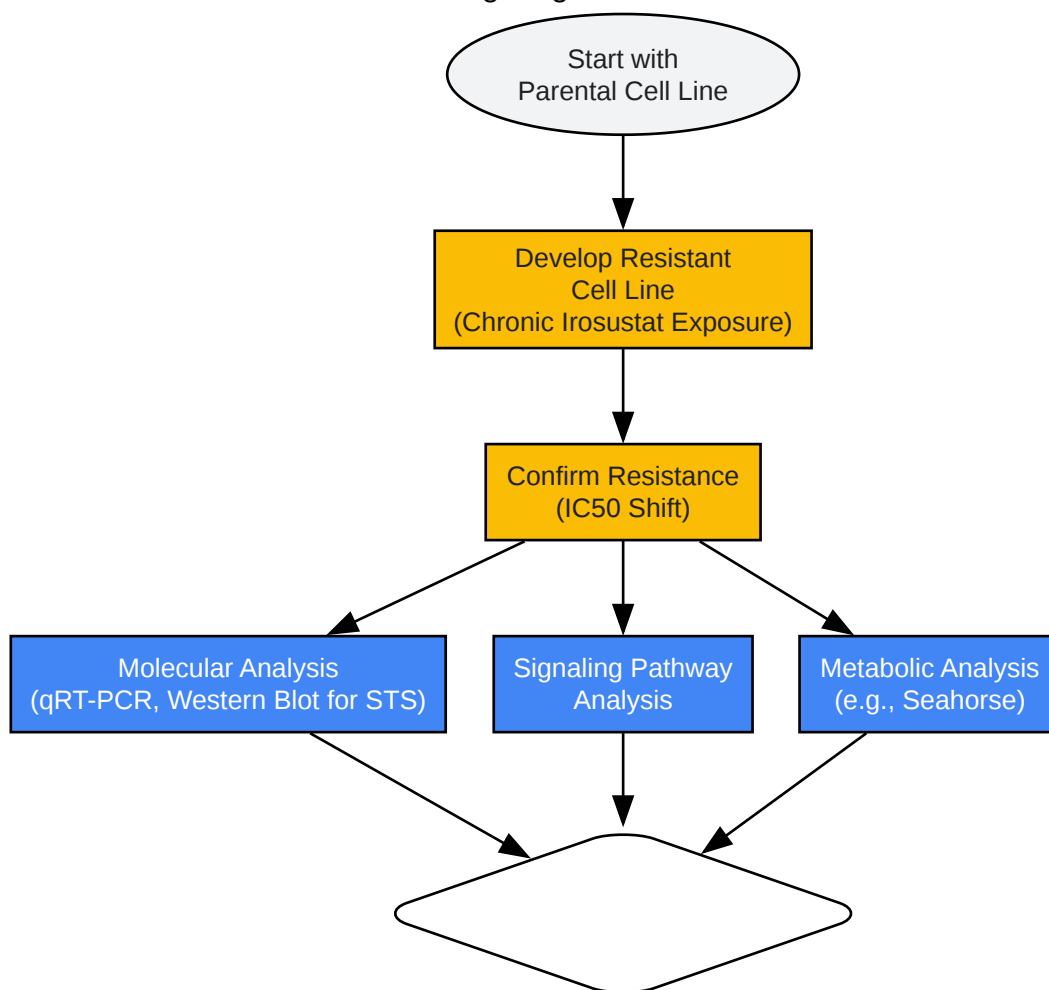 Start with
Parental Cell Line
Develop Resistant
Cell Line
(Chronic Irosustat Exposure)
Confirm Resistance
(IC50 Shift)
Molecular Analysis
(qRT-PCR, Western Blot for STS)
Signaling Pathway
Analysis
Metabolic Analysis
(e.g., Seahorse)